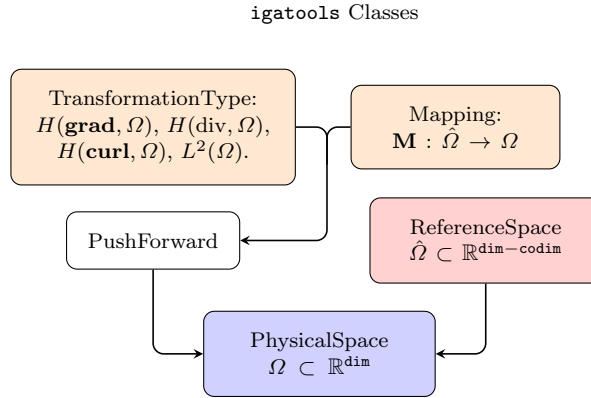 igatools Classes
TransformationType:
H(grad, Ω), H(div, Ω),
H(curl, Ω), L²(Ω).
Mapping:
M : Ω̂ → Ω
PushForward
ReferenceSpace
Ω̂ ⊂ ℝ^{dim−codim}
PhysicalSpace
Ω ⊂ ℝ^{dim}